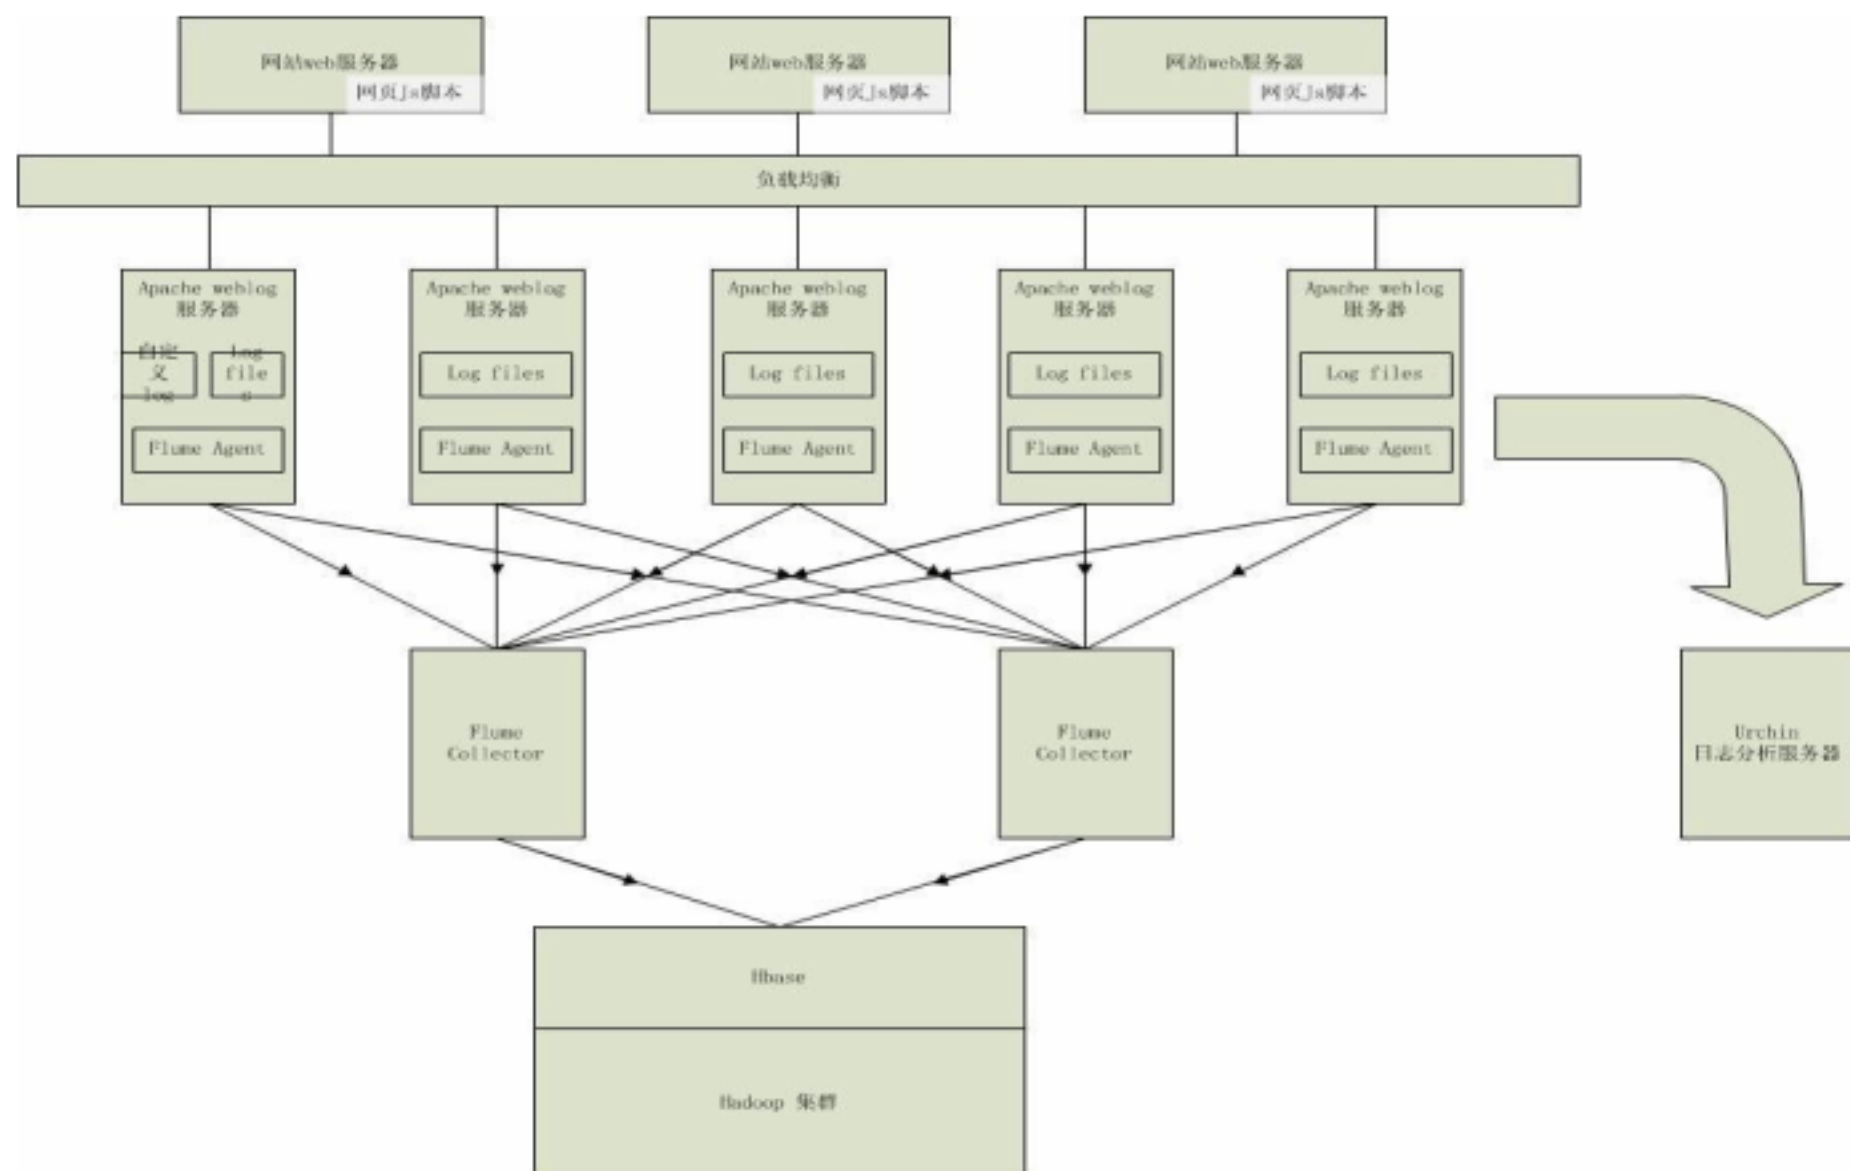 网站web服务器
网页Js脚本
网站web服务器
网页Js脚本
网站web服务器
网页Js脚本
负载均衡
Apache weblog
服务器
自定
义
log
Log
file
s
Flume Agent
Apache weblog
服务器
Log files
Flume Agent
Apache weblog
服务器
Log files
Flume Agent
Apache weblog
服务器
Log files
Flume Agent
Apache weblog
服务器
Log files
Flume Agent
Flume
Collector
Flume
Collector
Urchin
日志分析服务器
Hbase
Hadoop 集群